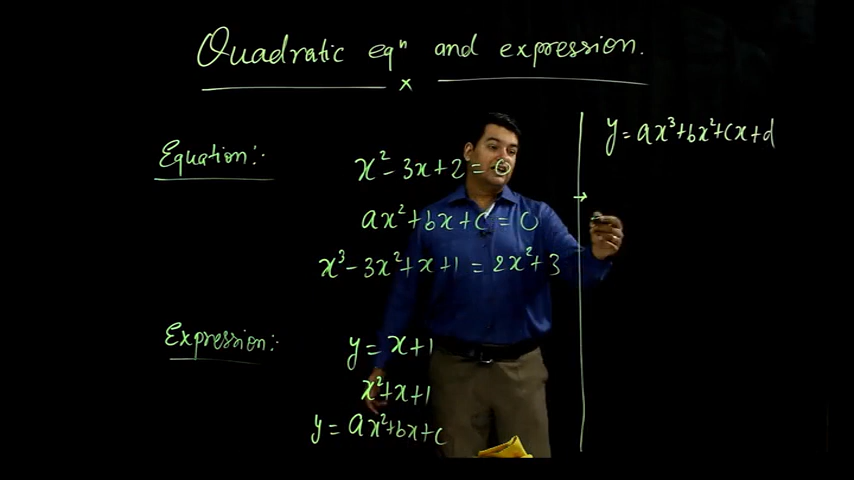 Quadratic eqⁿ and expression.
x
Equation:-
x² - 3x + 2 = 0
ax² + bx + c = 0
x³ - 3x² + x + 1 = 2x² + 3
Expression:-
y = x + 1
x² + x + 1
y = ax² + bx + c
y = ax³ + bx² + cx + d
→